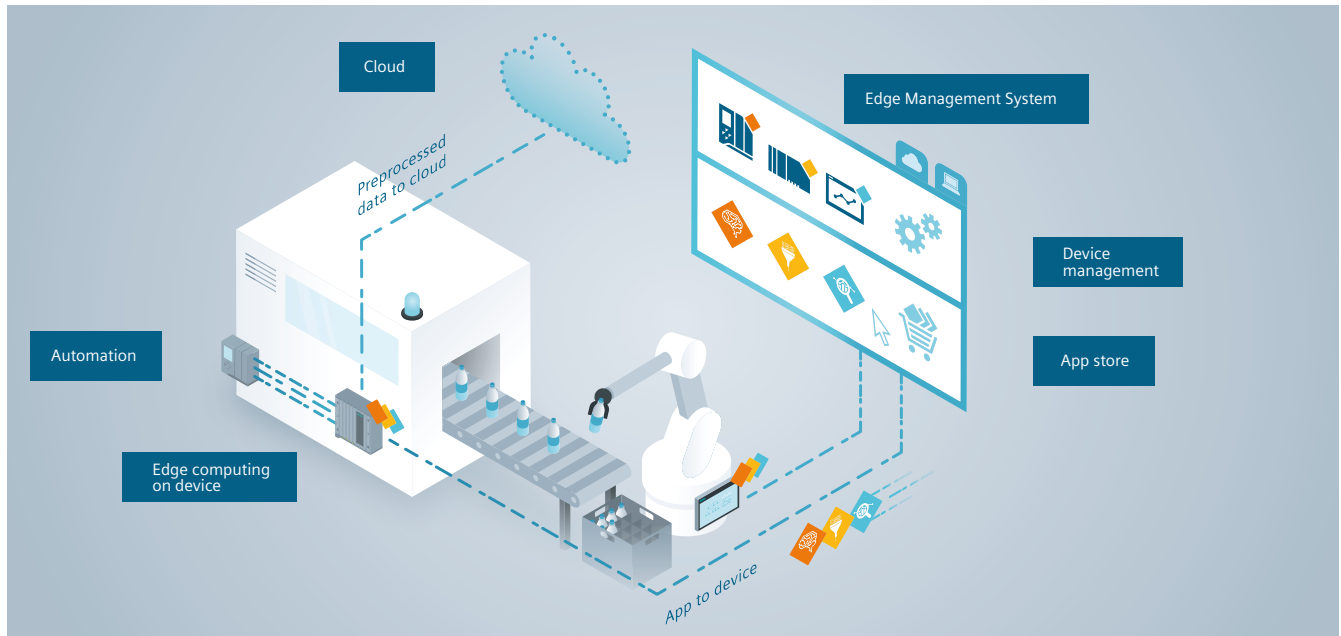 Cloud
Edge Management System
Preprocessed
data to cloud
Device
management
Automation
App store
Edge computing
on device
App to device